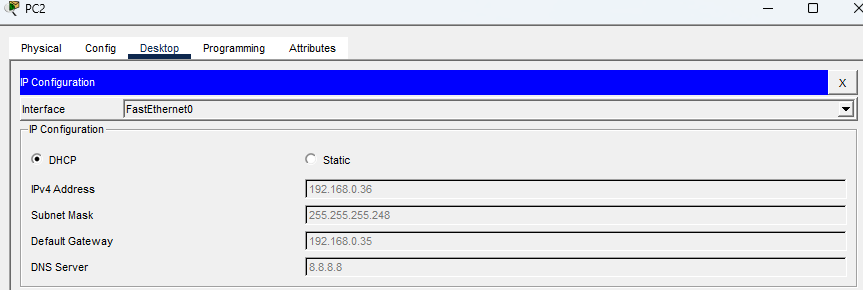 PC2
Physical Config Desktop Programming Attributes
IP Configuration X
Interface FastEthernet0
IP Configuration
DHCP Static
IPv4 Address 192.168.0.36
Subnet Mask 255.255.255.248
Default Gateway 192.168.0.35
DNS Server 8.8.8.8